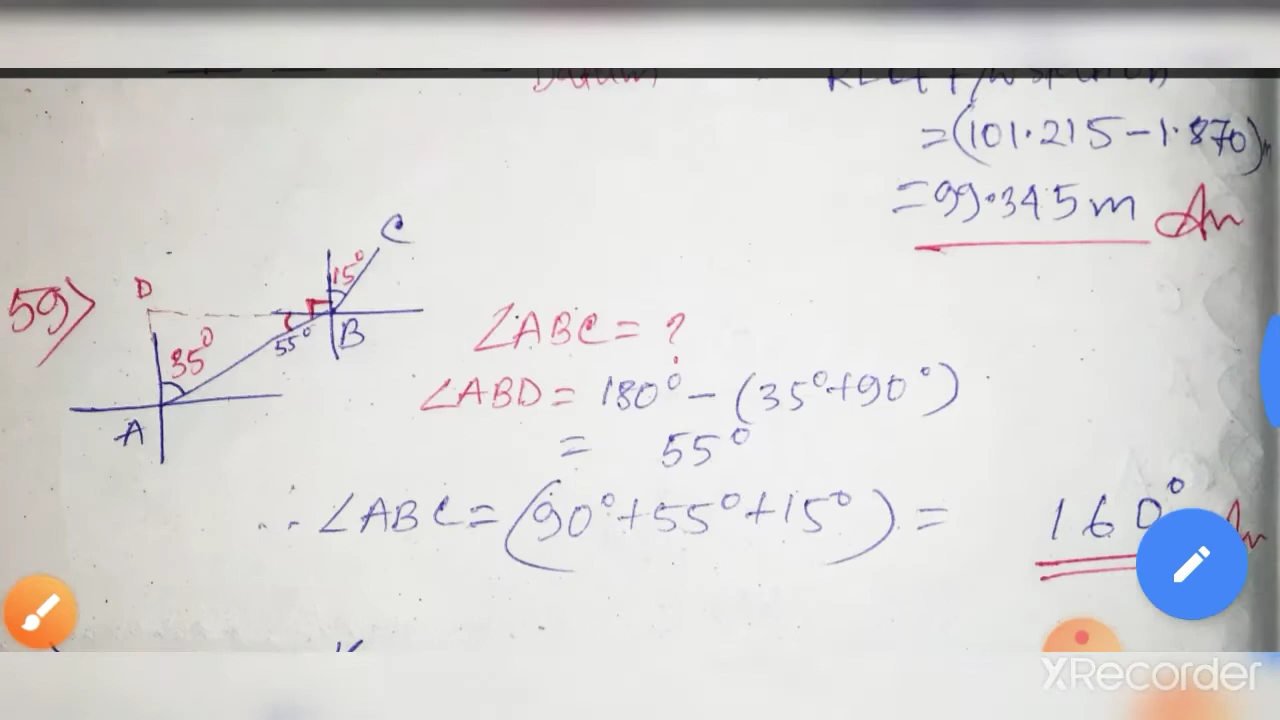 = (101.215 - 1.870)m
= 99.345 m An
59>
D
35°
A
55°
B
15°
C
∠ABC = ?
∠ABD = 180° - (35° + 90°)
= 55°
∴ ∠ABC = (90° + 55° + 15°) = 160° An
XRecorder